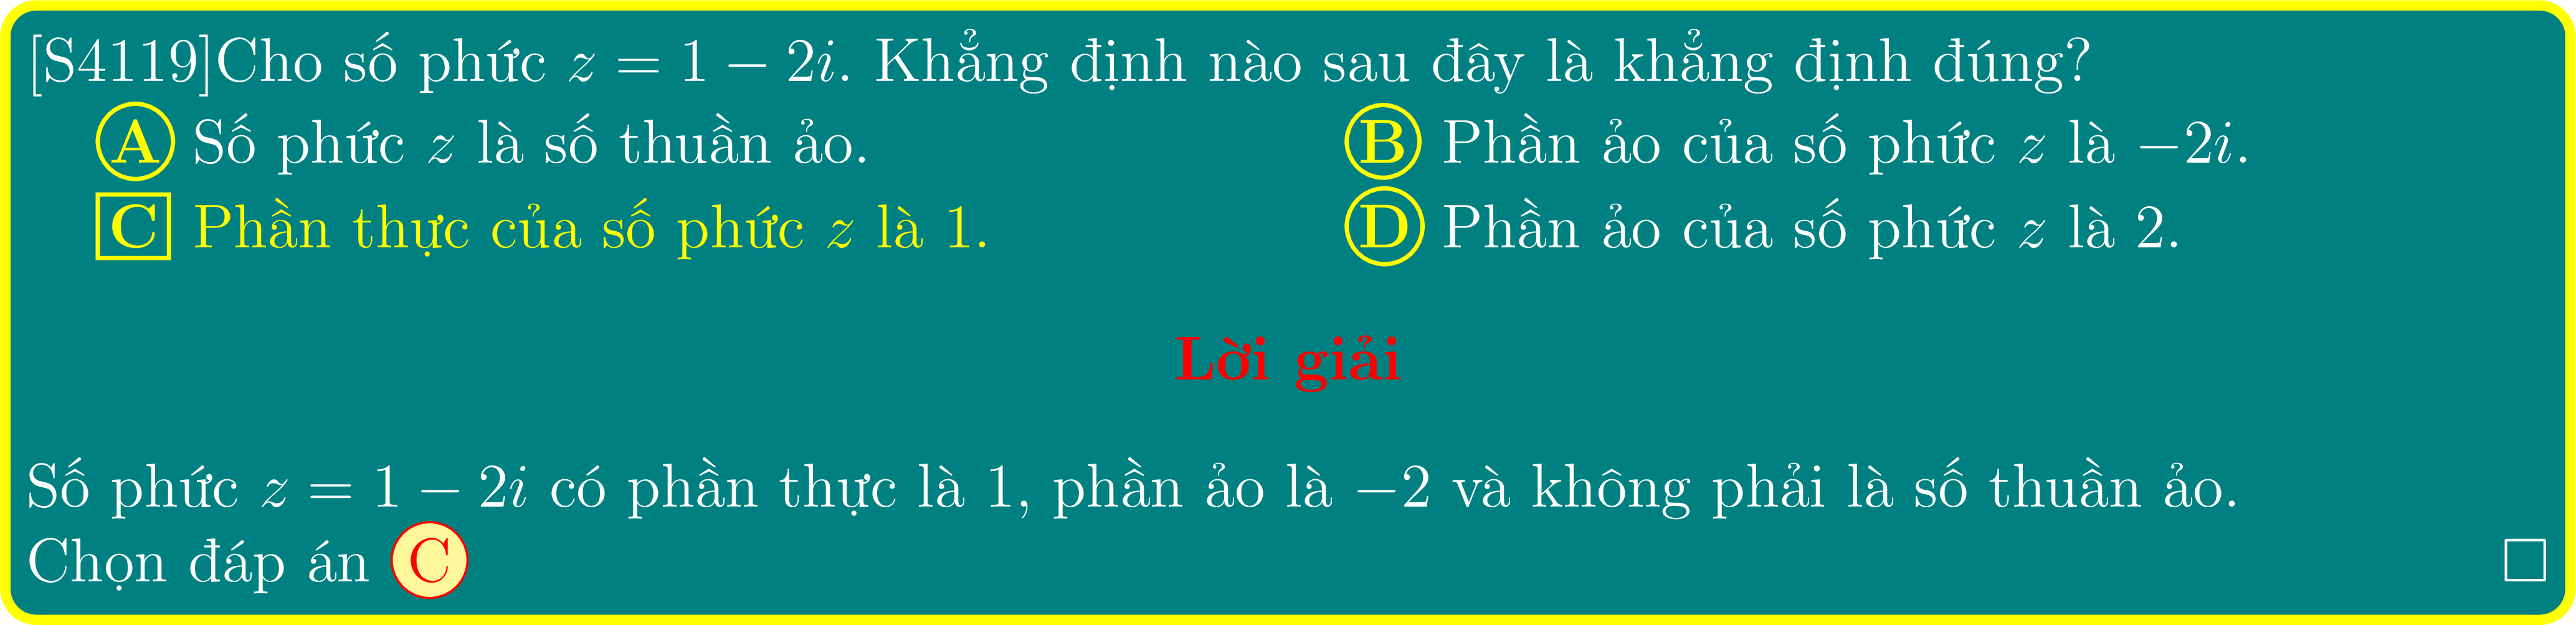 [S4119]Cho số phức z = 1 − 2i. Khẳng định nào sau đây là khẳng định đúng?
A Số phức z là số thuần ảo. B Phần ảo của số phức z là −2i.
C Phần thực của số phức z là 1. D Phần ảo của số phức z là 2.
Lời giải
Số phức z = 1 − 2i có phần thực là 1, phần ảo là −2 và không phải là số thuần ảo.
Chọn đáp án C □